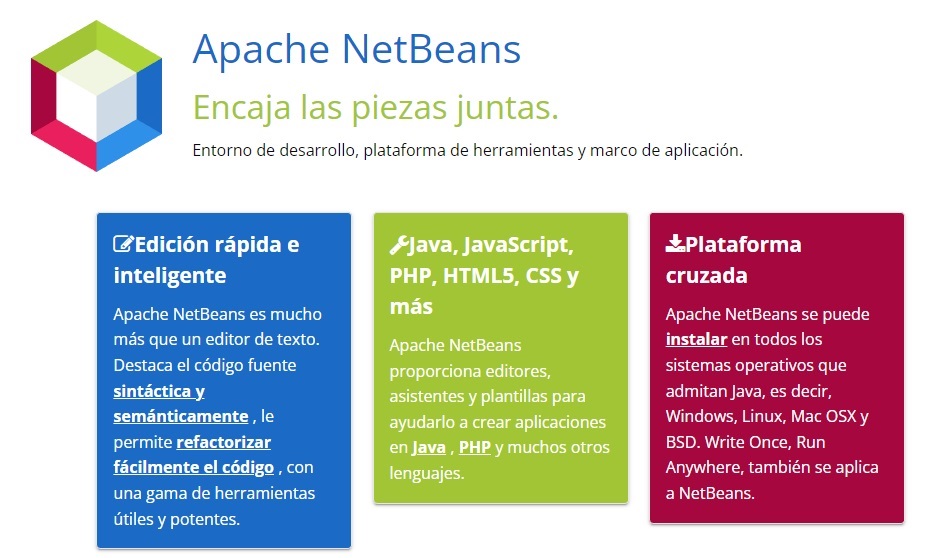 Apache NetBeans
Encaja las piezas juntas.
Entorno de desarrollo, plataforma de herramientas y marco de aplicación.
Edición rápida e
inteligente
Apache NetBeans es mucho
más que un editor de texto.
Destaca el código fuente
sintáctica y
semánticamente , le
permite refactorizar
fácilmente el código , con
una gama de herramientas
útiles y potentes.
Java, JavaScript,
PHP, HTML5, CSS y
más
Apache NetBeans
proporciona editores,
asistentes y plantillas para
ayudarlo a crear aplicaciones
en Java , PHP y muchos otros
lenguajes.
Plataforma
cruzada
Apache NetBeans se puede
instalar en todos los
sistemas operativos que
admitan Java, es decir,
Windows, Linux, Mac OSX y
BSD. Write Once, Run
Anywhere, también se aplica
a NetBeans.